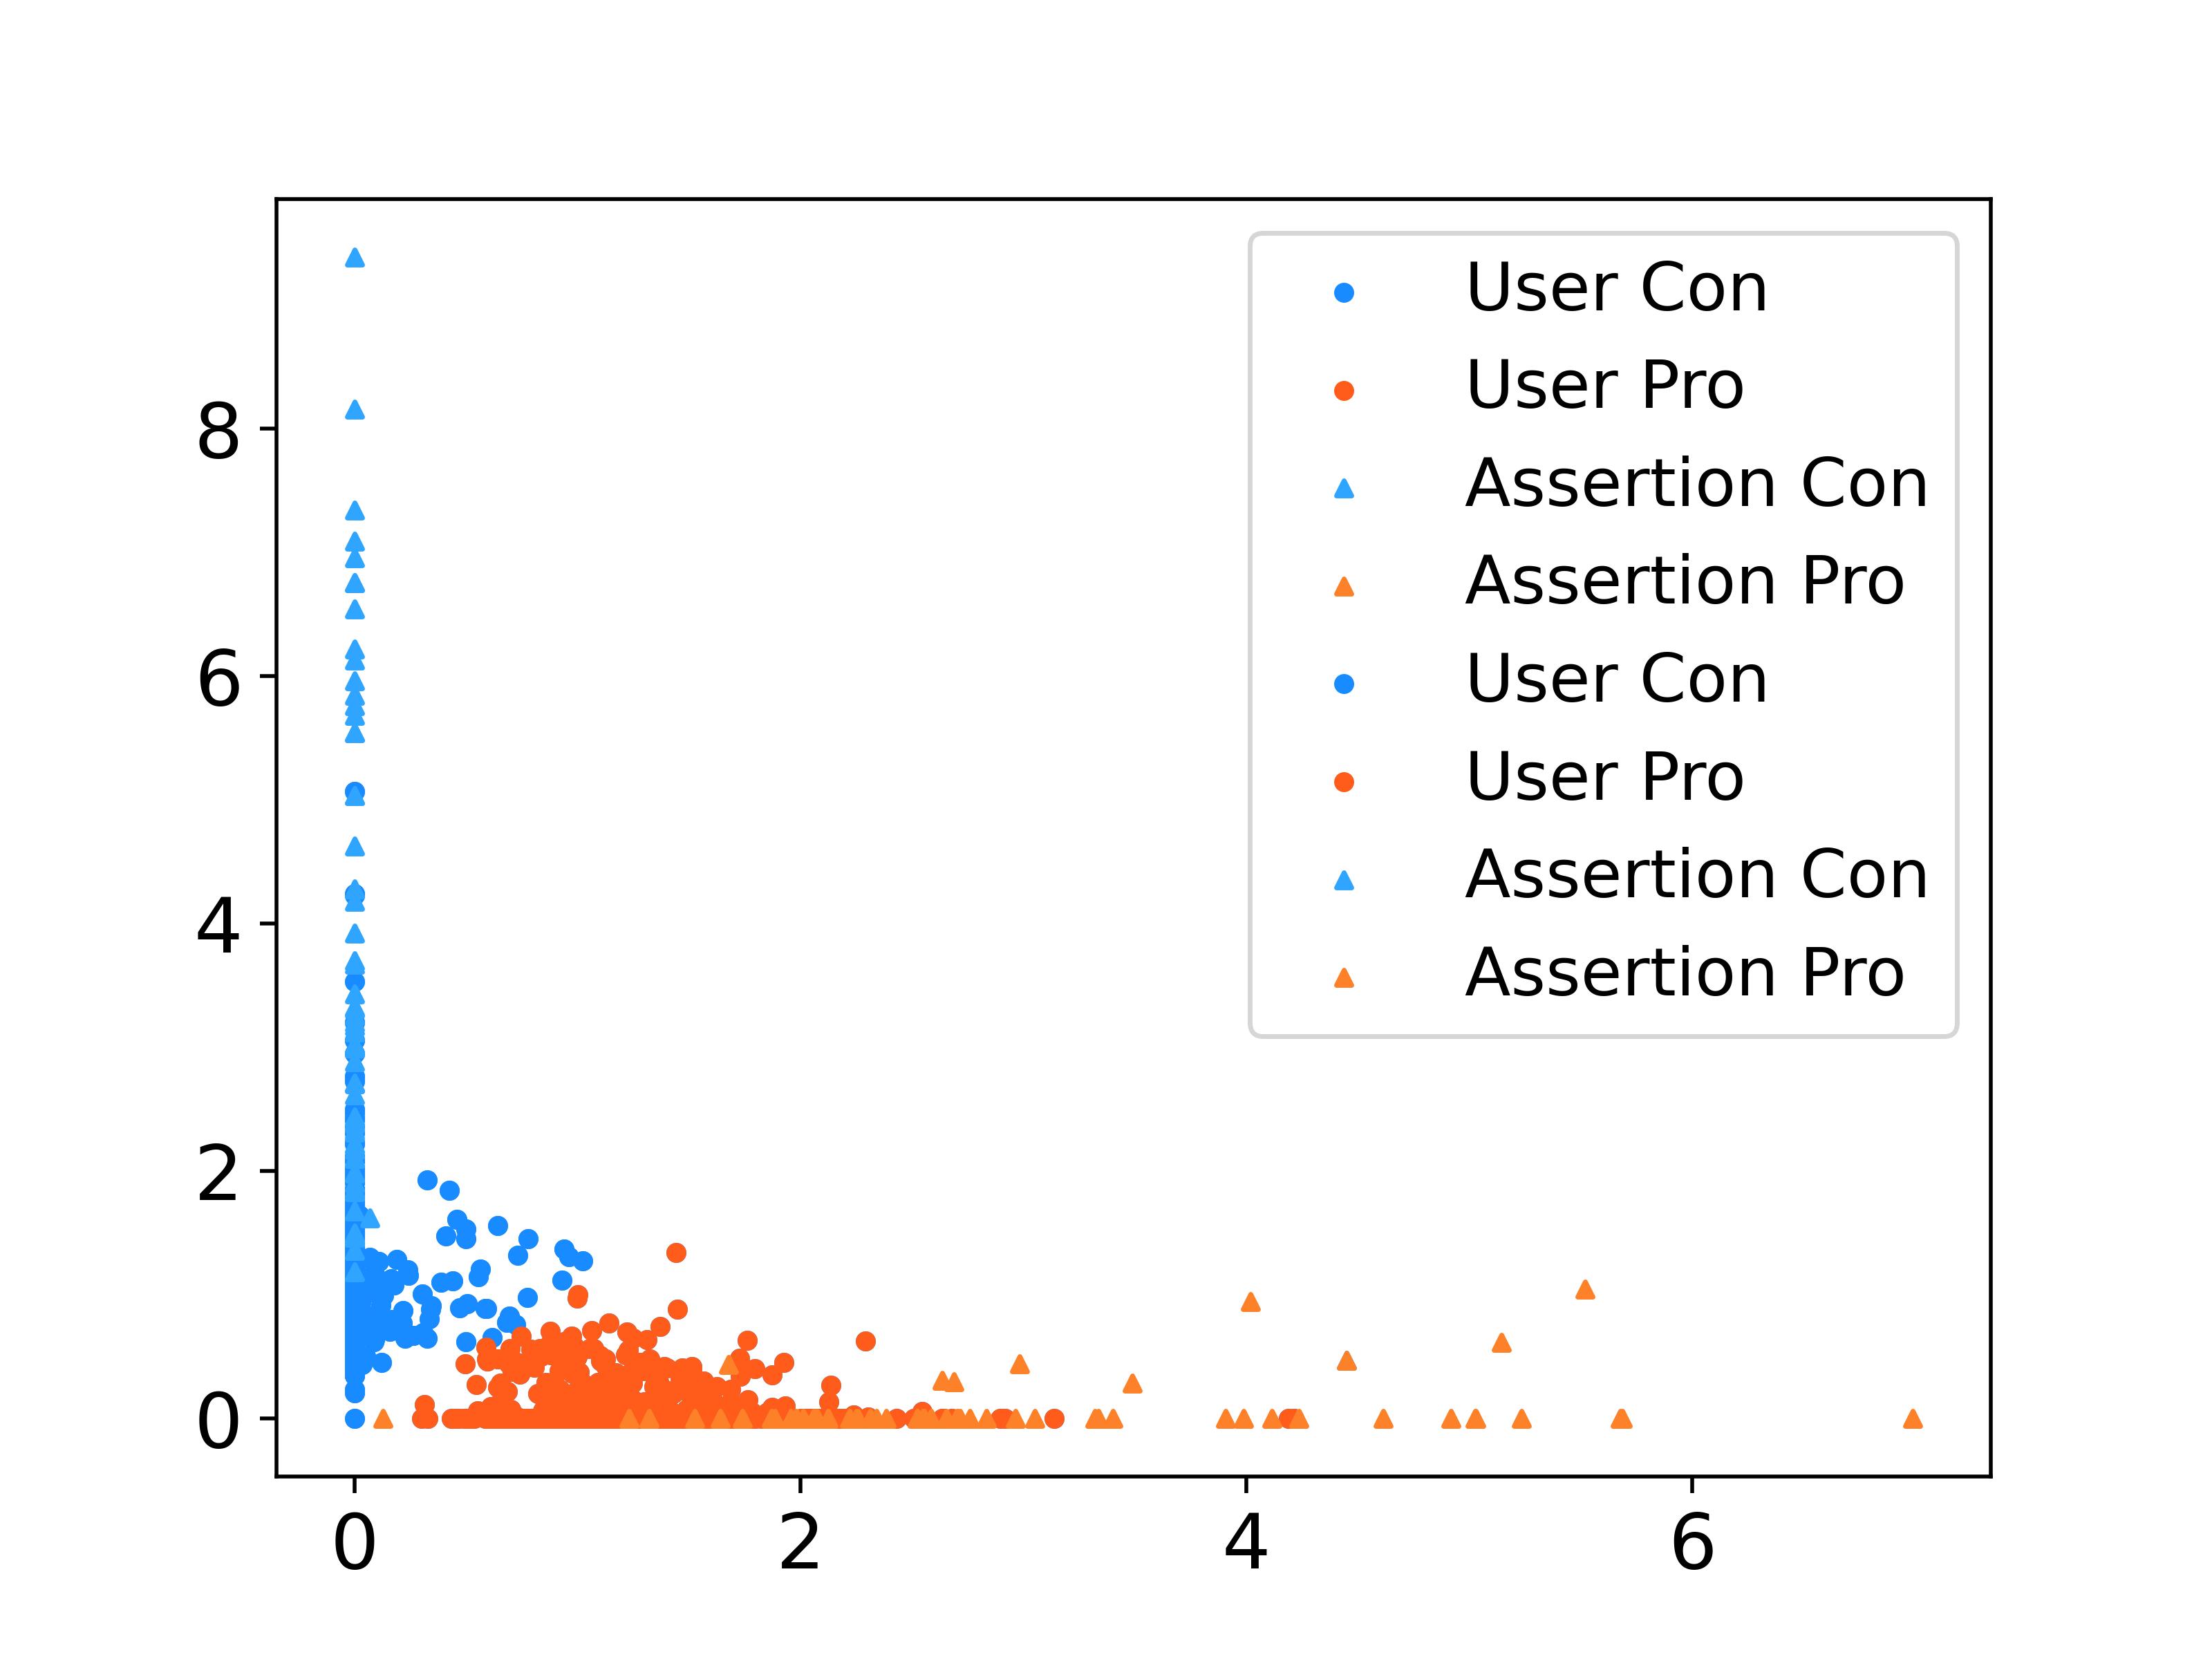 8
6
4
2
0
0 2 4 6
User Con
User Pro
Assertion Con
Assertion Pro
User Con
User Pro
Assertion Con
Assertion Pro